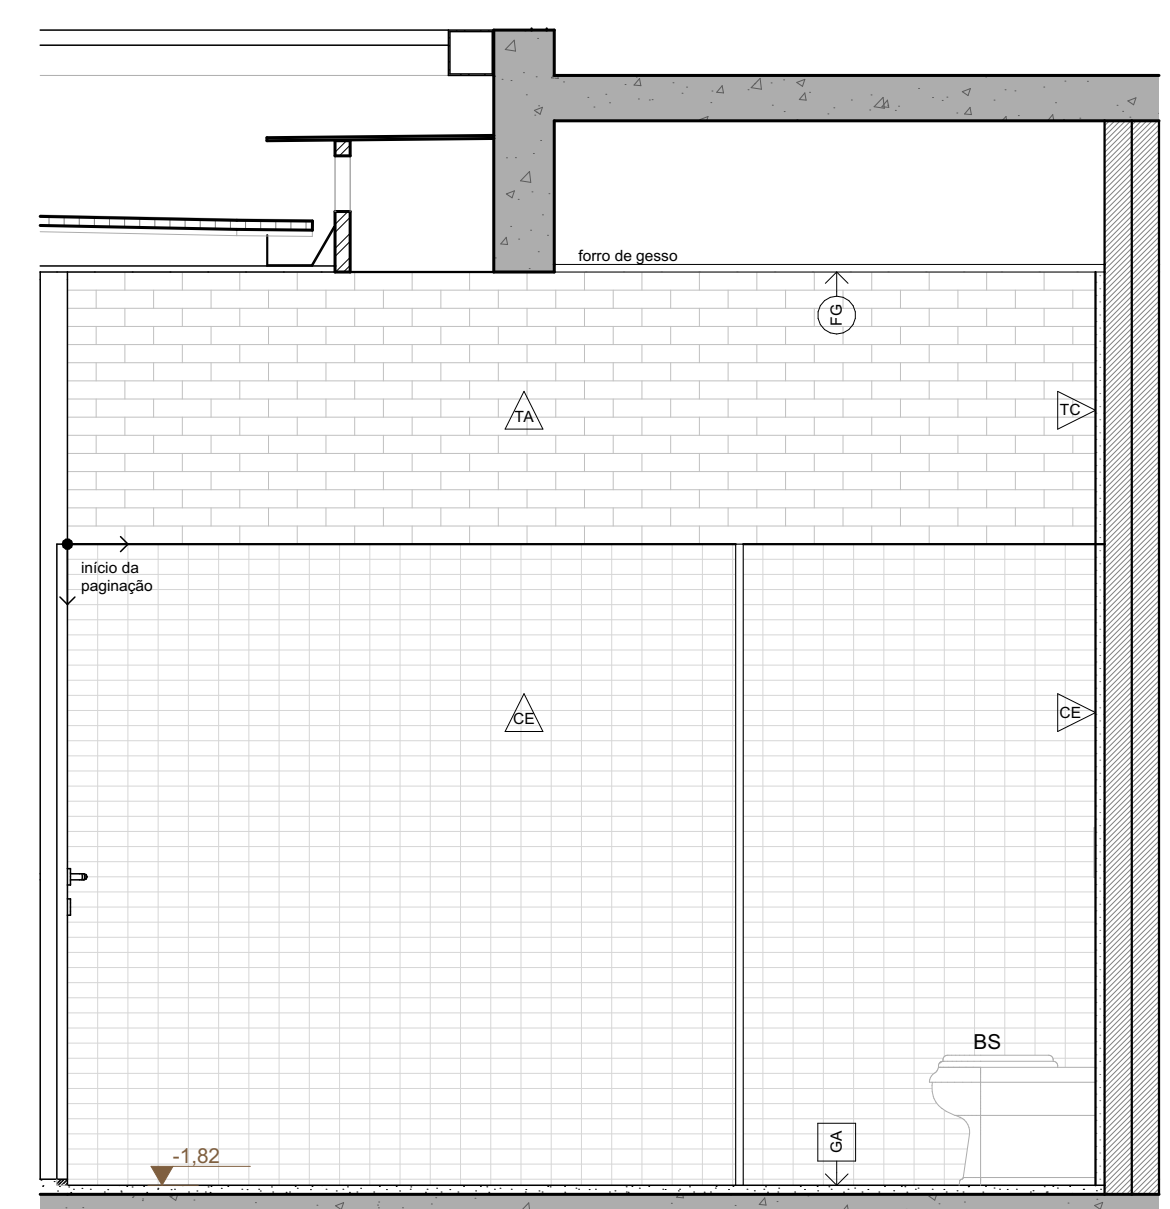 forro de gesso
FG
TA
TC
início da
paginação
CE
CE
BS
GA
-1,82